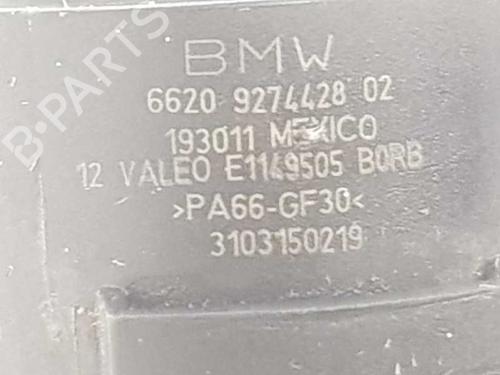 B-PARTS
BMW
6620 9274428 02
193011 MEXICO
12 VALEO E1149505 B0RB
>PA66-GF30<
3103150219